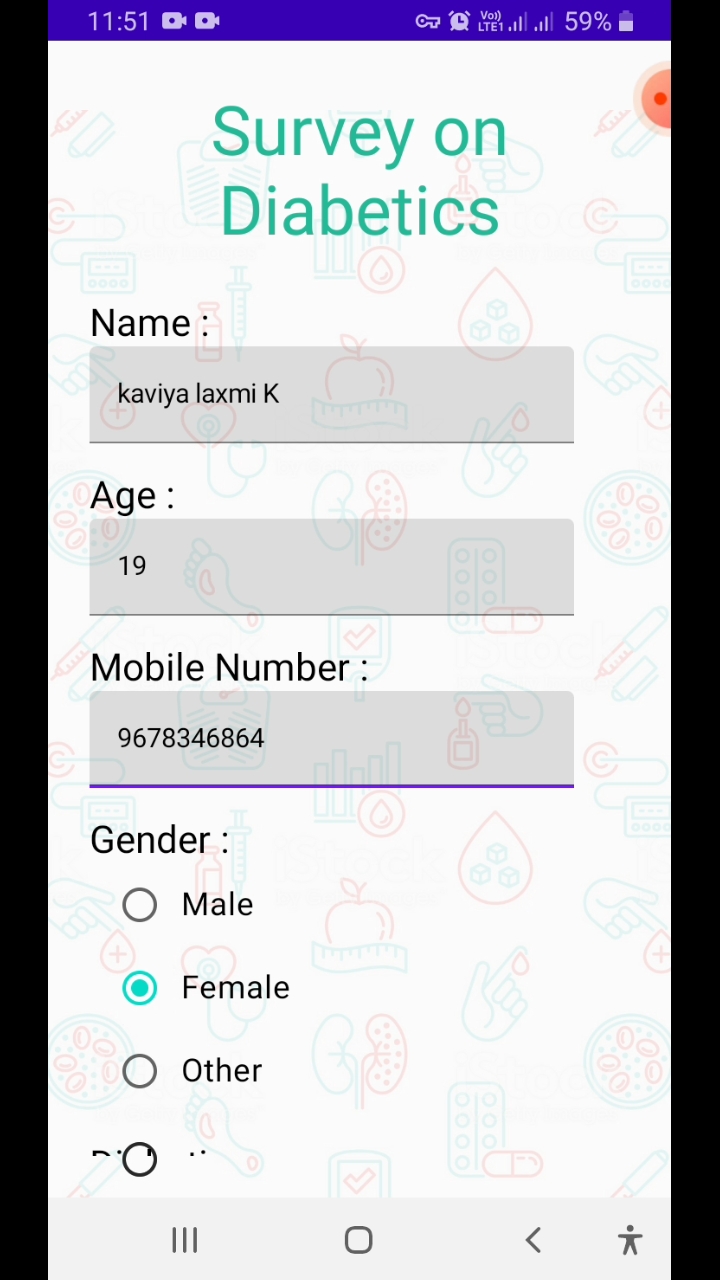 11:51
Vo)) LTE1 59%
Survey on
Diabetics
Name :
kaviya laxmi K
Age :
19
Mobile Number :
9678346864
Gender :
Male
Female
Other